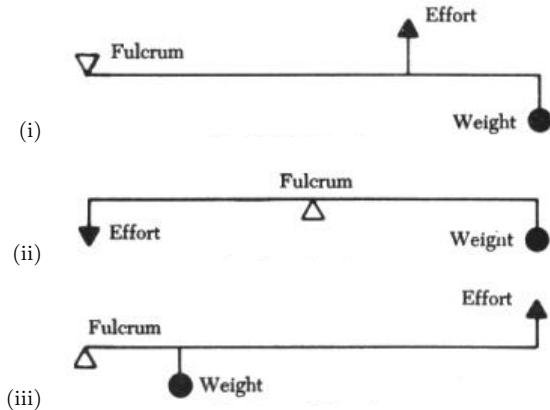 Effort
Fulcrum
(i)
Weight
Fulcrum
Effort
Weight
(ii)
Effort
Fulcrum
Weight
(iii)